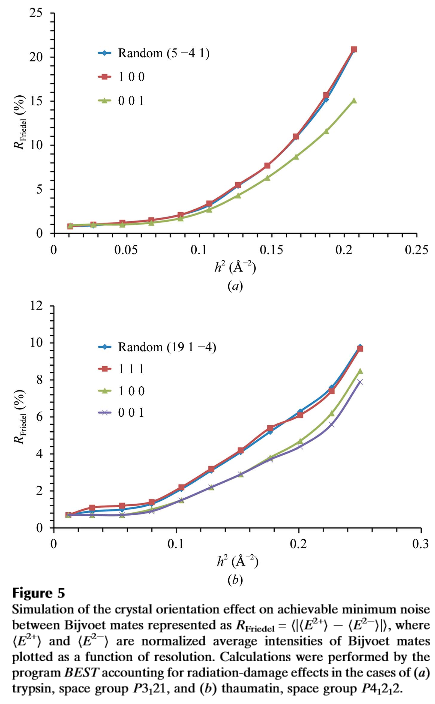 25
20
15
10
5
0
R_Friedel (%)
Random (5 −4 1)
1 0 0
0 0 1
0 0.05 0.1 0.15 0.2 0.25
h² (Å⁻²)
(a)
12
10
8
6
4
2
0
R_Friedel (%)
Random (19 1 −4)
1 1 1
1 0 0
0 0 1
0 0.1 0.2 0.3
h² (Å⁻²)
(b)
Figure 5
Simulation of the crystal orientation effect on achievable minimum noise
between Bijvoet mates represented as R_Friedel = ⟨|⟨E²⁺⟩ − ⟨E²⁻⟩|⟩, where
⟨E²⁺⟩ and ⟨E²⁻⟩ are normalized average intensities of Bijvoet mates
plotted as a function of resolution. Calculations were performed by the
program BEST accounting for radiation-damage effects in the cases of (a)
trypsin, space group P3₁21, and (b) thaumatin, space group P4₁2₁2.